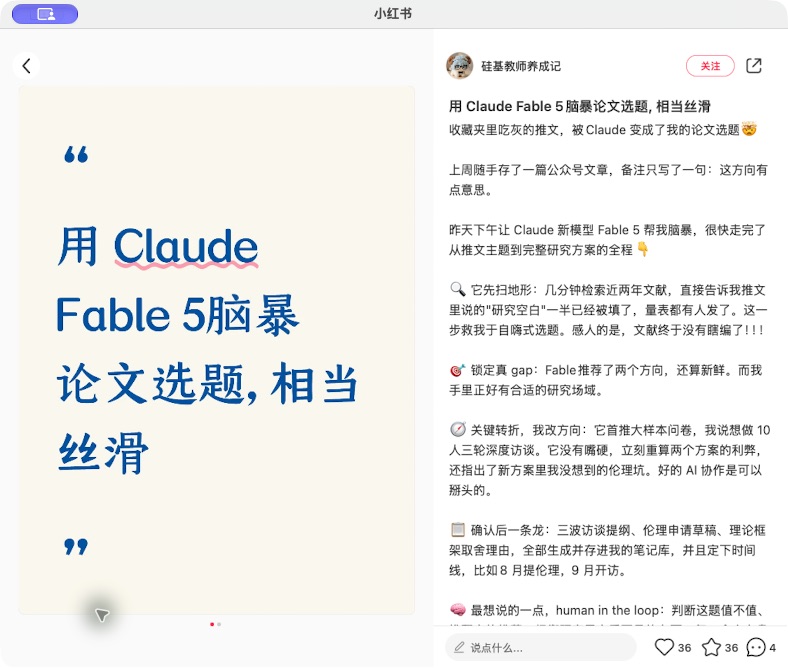 小红书
“
用 Claude
Fable 5脑暴
论文选题, 相当
丝滑
”
硅基教师养成记
关注
用 Claude Fable 5脑暴论文选题, 相当丝滑
收藏夹里吃灰的推文，被Claude 变成了我的论文选题🤯
上周随手存了一篇公众号文章，备注只写了一句：这方向有
点意思。
昨天下午让 Claude 新模型 Fable 5 帮我脑暴，很快走完了
从推文主题到完整研究方案的全程👇
🔍 它先扫地形：几分钟检索近两年文献，直接告诉我推文
里说的"研究空白"一半已经被填了，量表都有人发了。这一
步救我于自嗨式选题。感人的是，文献终于没有瞎编了!!!
🎯 锁定真 gap：Fable推荐了两个方向，还算新鲜。而我
手里正好有合适的研究场域。
🧭 关键转折，我改方向：它首推大样本问卷，我说想做 10
人三轮深度访谈。它没有嘴硬，立刻重算两个方案的利弊，
还指出了新方案里我没想到的伦理坑。好的 AI 协作是可以
掰头的。
📋 确认后一条龙：三波访谈提纲、伦理申请草稿、理论框
架取舍理由，全部生成并存进我的笔记库，并且定下时间
线，比如8 月提伦理，9 月开访。
🧠 最想说的一点，human in the loop：判断这题值不值、
说点什么...
36
36
4